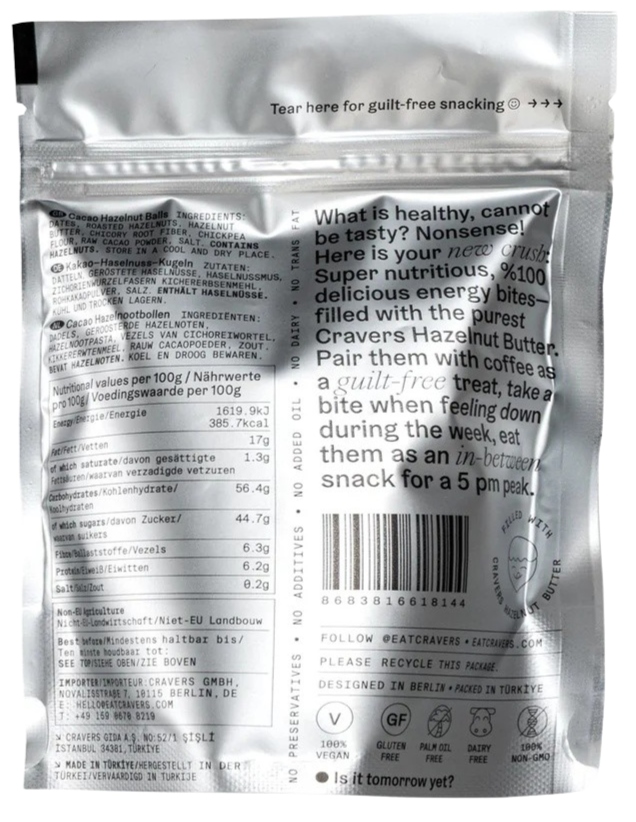 Tear here for guilt-free snacking ☺ →→→
Cacao Hazelnut Balls INGREDIENTS:
DATES, ROASTED HAZELNUTS, HAZELNUT
BUTTER, CHICORY ROOT FIBER, CHICKPEA
FLOUR, RAW CACAO POWDER, SALT. CONTAINS
HAZELNUTS. STORE IN A COOL AND DRY PLACE.
DE Kakao-Haselnuss-Kugeln ZUTATEN:
DATTELN, GERÖSTETE HASELNÜSSE, HASELNUSSMUS,
ZICHORIENWURZELFASERN KICHERERBSENMEHL,
ROHKAKAOPULVER, SALZ. ENTHÄLT HASELNÜSSE.
KÜHL UND TROCKEN LAGERN.
NL Cacao Hazelnootbollen INGREDIENTEN:
DADELS, GEROOSTERDE HAZELNOTEN,
HAZELNOOTPASTA, VEZELS VAN CICHOREIWORTEL,
KIKKERERWTENMEEL, RAUW CACAOPOEDER, ZOUT.
BEVAT HAZELNOTEN. KOEL EN DROOG BEWAREN.
Nutritional values per 100g / Nährwerte
pro 100g / Voedingswaarde per 100g
Energy/Energie/Energie 1619.9kJ
385.7kcal
Fat/Fett/Vetten 17g
of which saturate/davon gesättigte 1.3g
Fettsäuren/waarvan verzadigde vetzuren
Carbohydrates/Kohlenhydrate/ 56.4g
Koolhydraten
of which sugars/davon Zucker/ 44.7g
waarvan suikers
Fibre/Ballaststoffe/Vezels 6.3g
Protein/Eiweiß/Eiwitten 6.2g
Salt/Salz/Zout 0.2g
Non-EU Agriculture
Nicht-EU-Landwirtschaft/Niet-EU Landbouw
Best before/Mindestens haltbar bis/
Ten minste houdbaar tot:
SEE TOP/SIEHE OBEN/ZIE BOVEN
IMPORTER/IMPORTEUR:CRAVERS GMBH,
NOVALISSTRAßE 7, 10115 BERLIN, DE
E: HELLO@EATCRAVERS.COM
T: +49 159 0670 8219
↘ CRAVERS GIDA A.Ş. NO:52/1 ŞİŞLİ
İSTANBUL 34381, TÜRKİYE
↘ MADE IN TÜRKİYE/HERGESTELLT IN DER
TÜRKEI/VERVAARDIGD IN TURKIJE
NO PRESERVATIVES • NO ADDITIVES • NO ADDED OIL • NO DAIRY • NO TRANS FAT
What is healthy, cannot
be tasty? Nonsense!
Here is your new crush:
Super nutritious, %100
delicious energy bites—
filled with the purest
Cravers Hazelnut Butter.
Pair them with coffee as
a guilt-free treat, take a
bite when feeling down
during the week, eat
them as an in-between
snack for a 5 pm peak.
8683816618144
FILLED WITH
CRAVERS HAZELNUT BUTTER
FOLLOW @EATCRAVERS • EATCRAVERS.COM
PLEASE RECYCLE THIS PACKAGE.
DESIGNED IN BERLIN • PACKED IN TÜRKİYE
V GF
100% VEGAN
GLUTEN FREE
PALM OIL FREE
DAIRY FREE
100% NON-GMO
Is it tomorrow yet?